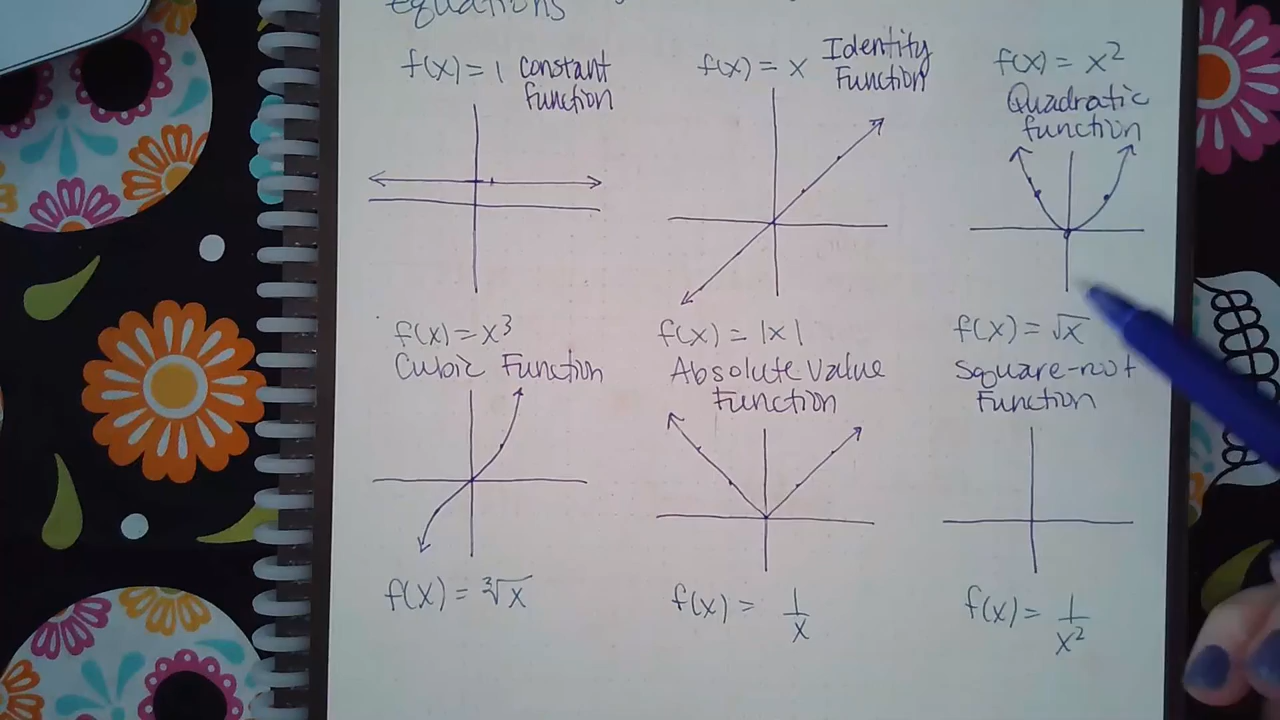 equations
f(x) = 1 Constant Function
f(x) = x Identity Function
f(x) = x²
Quadratic
function
f(x) = x³
Cubic Function
f(x) = |x|
Absolute Value
Function
f(x) = √x
Square-root
Function
f(x) = ∛x
f(x) = 1/x
f(x) = 1/x²